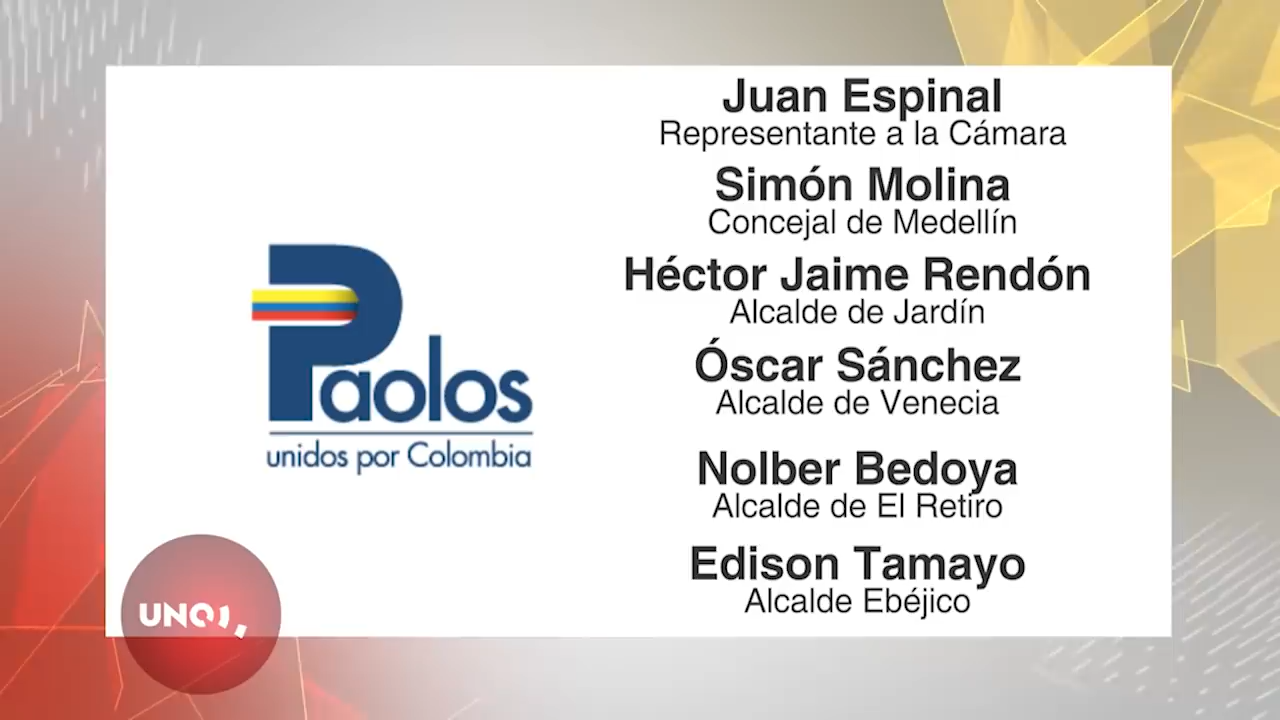 Juan Espinal
Representante a la Cámara
Simón Molina
Concejal de Medellín
Héctor Jaime Rendón
Alcalde de Jardín
Óscar Sánchez
Alcalde de Venecia
Nolber Bedoya
Alcalde de El Retiro
Edison Tamayo
Alcalde Ebéjico
Paolos
unidos por Colombia
UNO